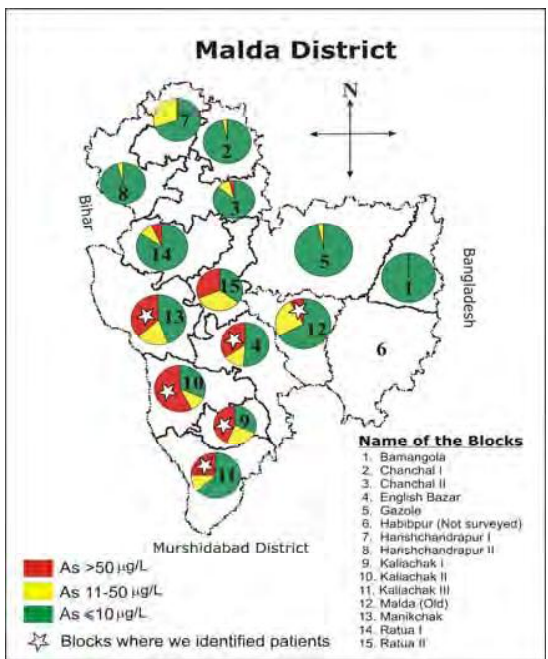 Malda District
N
7
2
8
3
Bihar
14
5
Bangladesh
1
15
13
12
4
6
10
9
11
Murshidabad District
Name of the Blocks
1. Bamangola
2. Chanchal I
3. Chanchal II
4. English Bazar
5. Gazole
6. Habibpur (Not surveyed)
7. Harishchandrapur I
8. Harishchandrapur II
9. Kaliachak I
10. Kaliachak II
11. Kaliachak III
12. Malda (Old)
13. Manikchak
14. Ratua I
15. Ratua II
As >50 µg/L
As 11-50 µg/L
As ⩽10 µg/L
Blocks where we identified patients